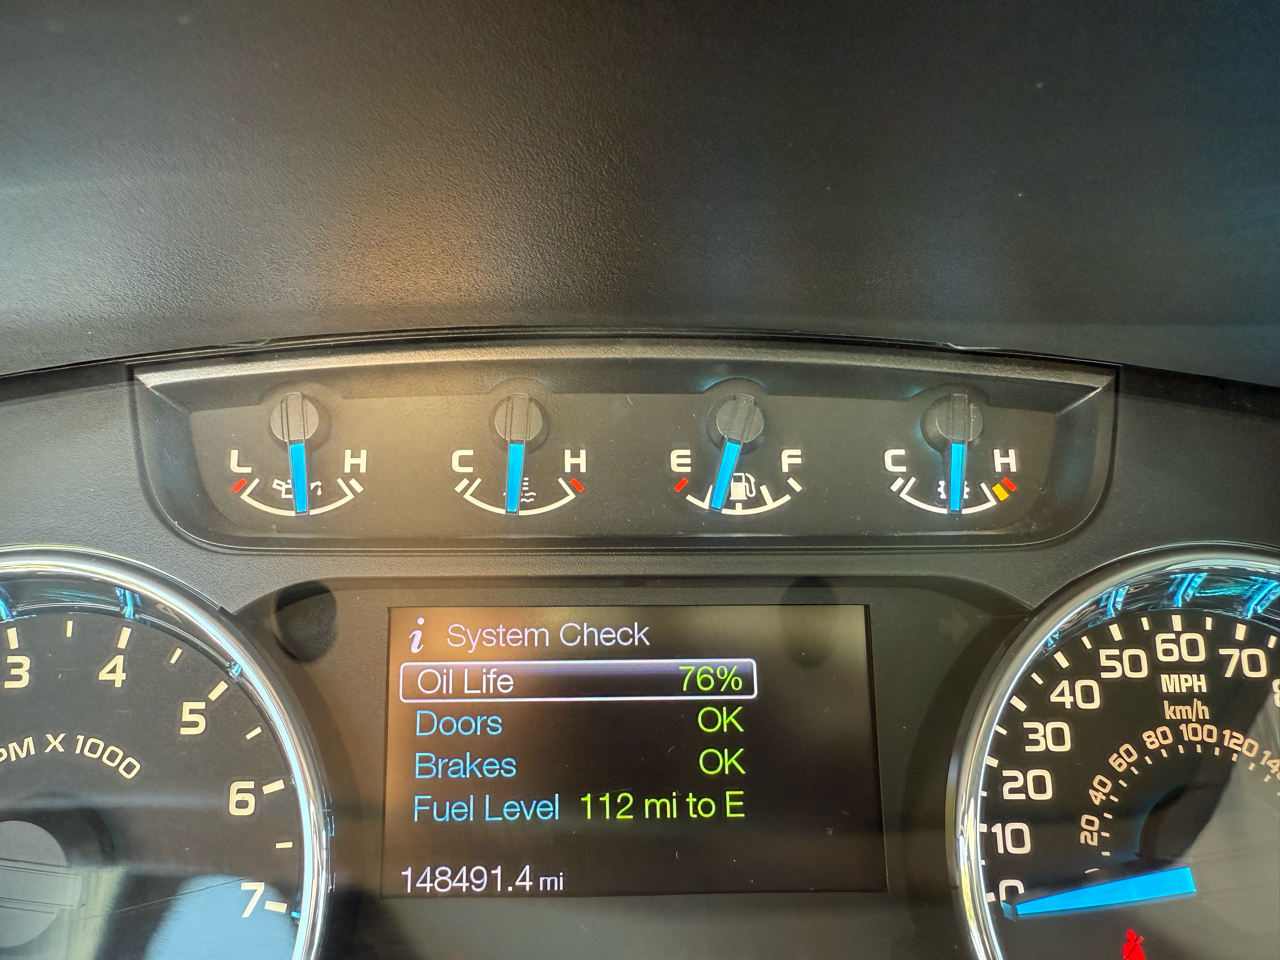 L H C H E F C H
i System Check
Oil Life 76%
Doors OK
Brakes OK
Fuel Level 112 mi to E
148491.4 mi
3 4 5 6 7
X 1000
0 10 20 30 40 50 60 70
MPH
km/h
20 40 60 80 100 120